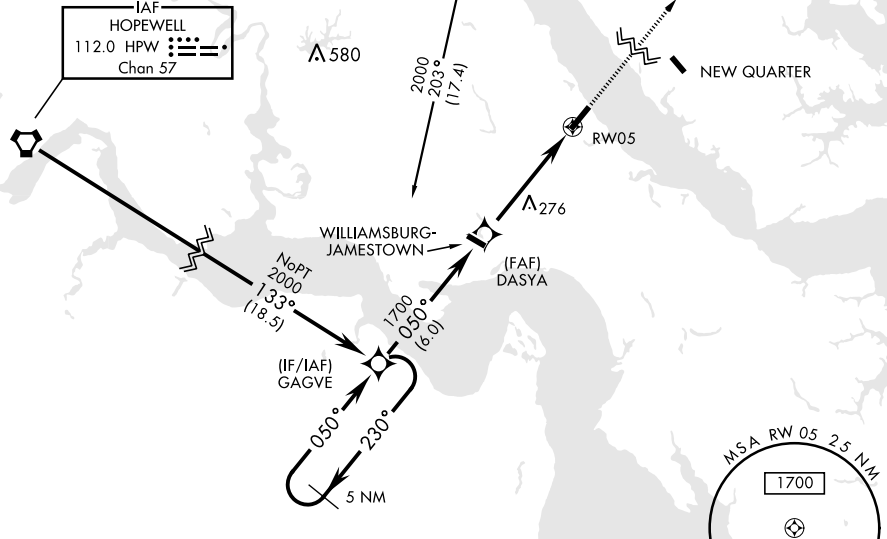 IAF
HOPEWELL
112.0 HPW
Chan 57
580
2000
203°
(17.4)
NEW QUARTER
RW05
276
WILLIAMSBURG-
JAMESTOWN
(FAF)
DASYA
NoPT
2000
133°
(18.5)
1700
050°
(6.0)
(IF/IAF)
GAGVE
050°
230°
5 NM
MSA RW 05 25 NM
1700